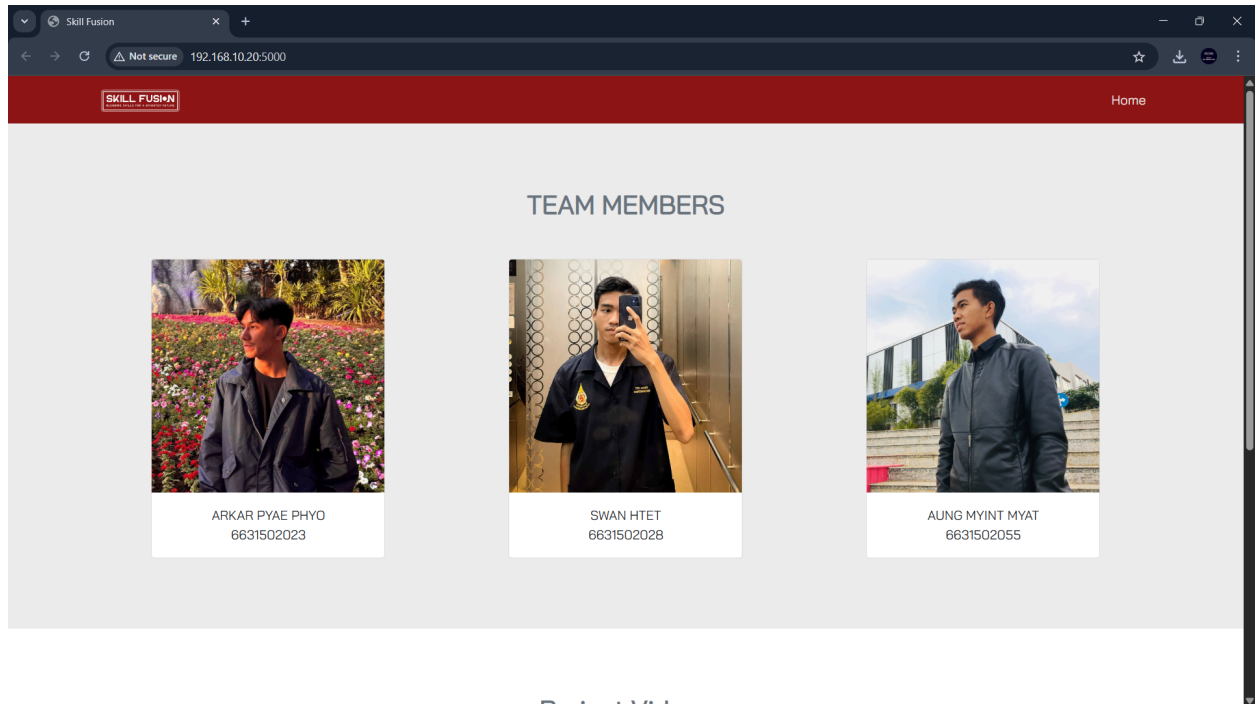 Skill Fusion
Not secure 192.168.10.20:5000
SKILL FUSION
Home
TEAM MEMBERS
ARKAR PYAE PHYO
6631502023
SWAN HTET
6631502028
AUNG MYINT MYAT
6631502055